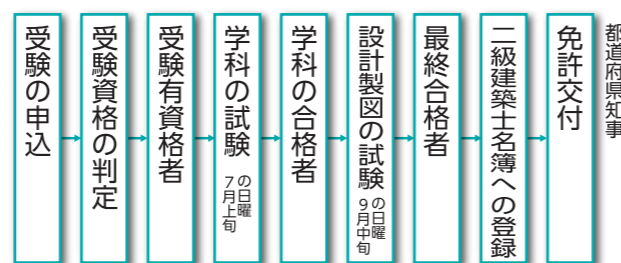 受験の申込
受験資格の判定
受験有資格者
学科の試験
7月上旬
の日曜
学科の合格者
設計製図の試験
9月中旬
の日曜
最終合格者
二級建築士名簿への登録
免許交付
都道府県知事